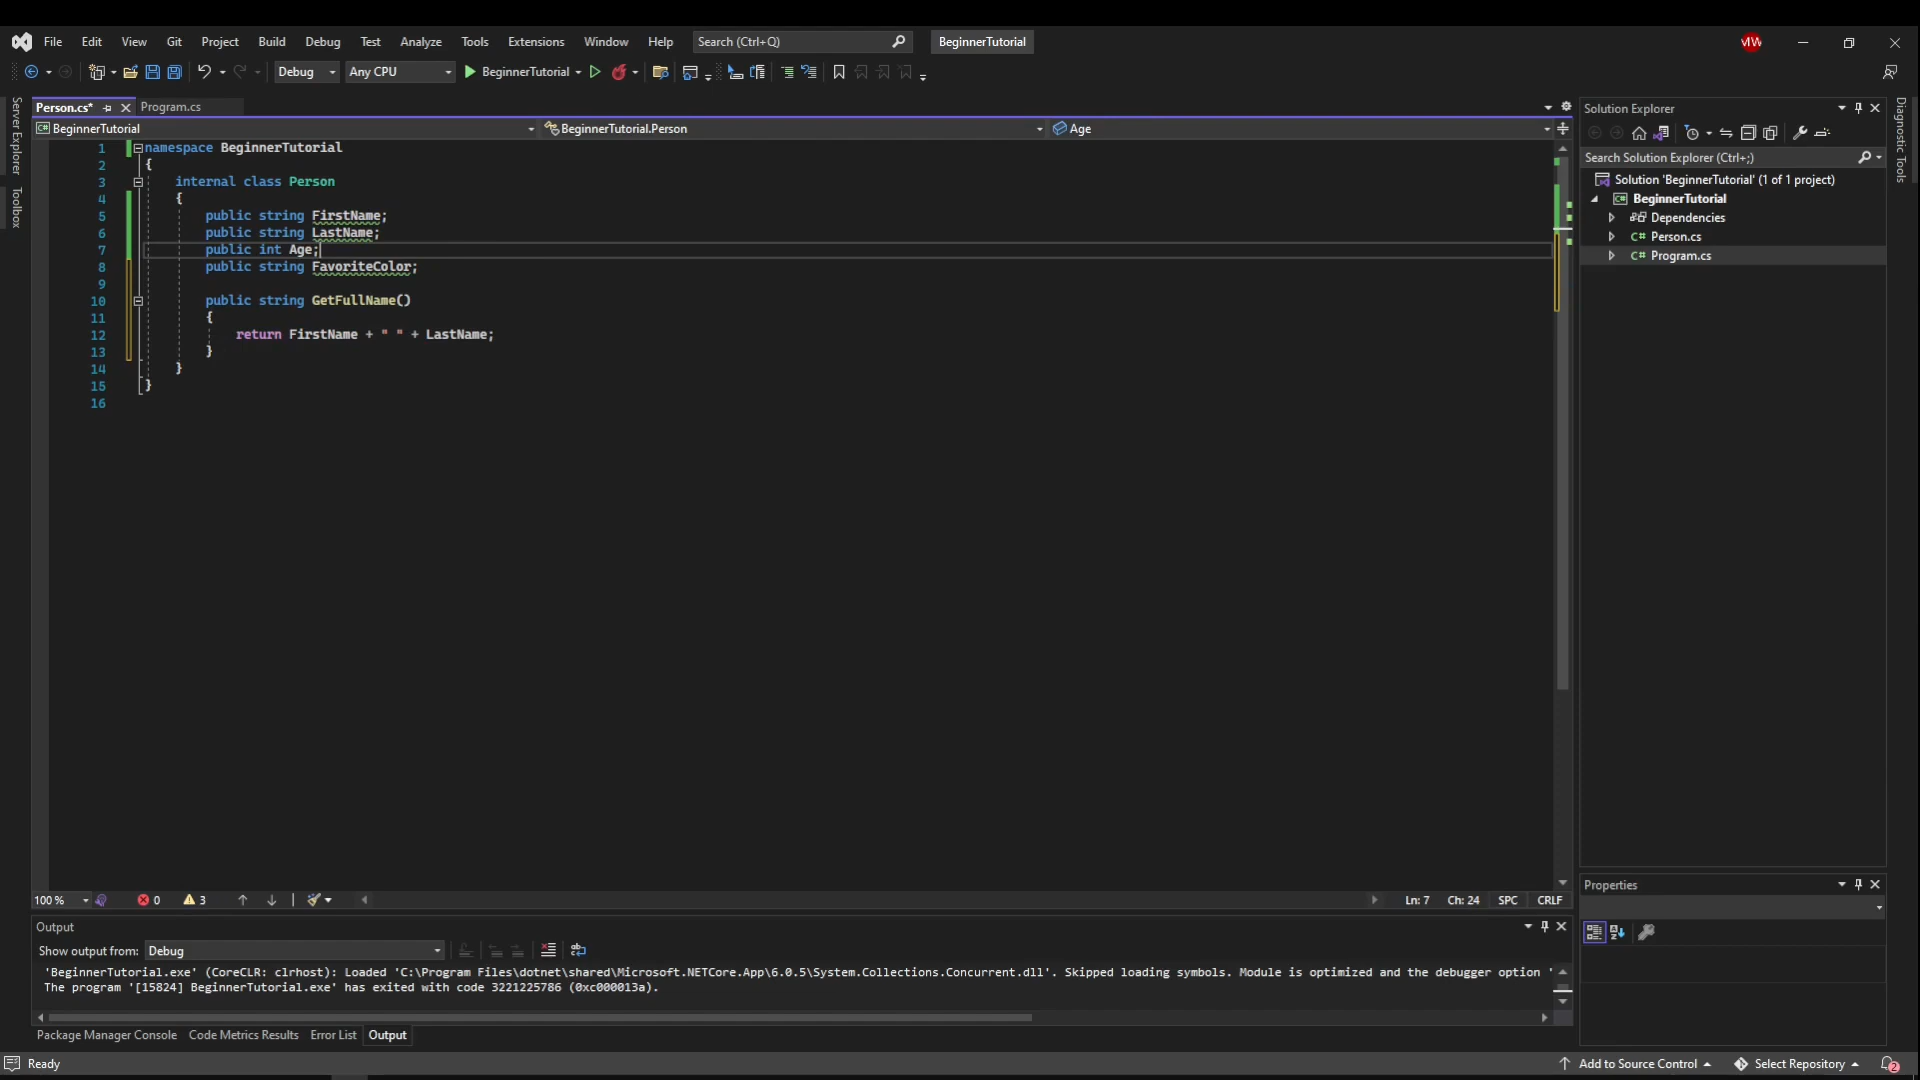 File Edit View Git Project Build Debug Test Analyze Tools Extensions Window Help Search (Ctrl+Q) BeginnerTutorial MW
Debug Any CPU BeginnerTutorial
Person.cs* Program.cs
BeginnerTutorial BeginnerTutorial.Person Age
1 namespace BeginnerTutorial
2 {
3 internal class Person
4 {
5 public string FirstName;
6 public string LastName;
7 public int Age;
8 public string FavoriteColor;
9
10 public string GetFullName()
11 {
12 return FirstName + " " + LastName;
13 }
14 }
15 }
16
100 % 0 3 Ln: 7 Ch: 24 SPC CRLF
Output
Show output from: Debug
'BeginnerTutorial.exe' (CoreCLR: clrhost): Loaded 'C:\Program Files\dotnet\shared\Microsoft.NETCore.App\6.0.5\System.Collections.Concurrent.dll'. Skipped loading symbols. Module is optimized and the debugger option '
The program '[15824] BeginnerTutorial.exe' has exited with code 3221225786 (0xc000013a).
Package Manager Console Code Metrics Results Error List Output
Ready Add to Source Control Select Repository 2
Server Explorer
Toolbox
Solution Explorer
Search Solution Explorer (Ctrl+;)
Solution 'BeginnerTutorial' (1 of 1 project)
C# BeginnerTutorial
Dependencies
C# Person.cs
C# Program.cs
Properties
Diagnostic Tools